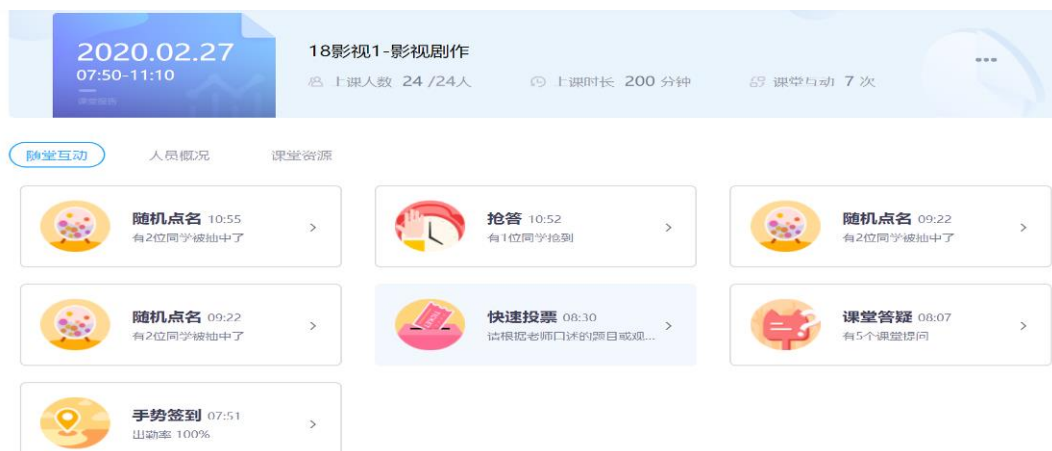 2020.02.27
07:50-11:10
课堂报告
18影视1-影视剧作
上课人数 24 /24人
上课时长 200 分钟
课堂互动 7 次
随堂互动
人员概况
课堂资源
随机点名 10:55
有2位同学被抽中了
抢答 10:52
有1位同学抢到
随机点名 09:22
有2位同学被抽中了
随机点名 09:22
有2位同学被抽中了
快速投票 08:30
请根据老师口述的题目或观...
课堂答疑 08:07
有5个课堂提问
手势签到 07:51
出勤率 100%